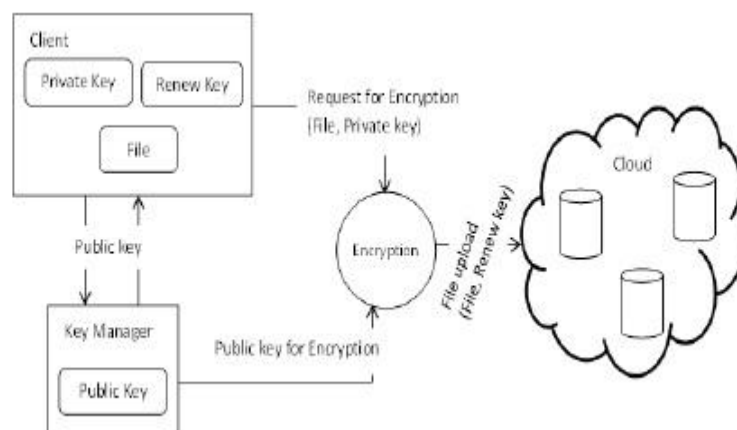 Client
Private Key
Renew Key
File
Request for Encryption
(File, Private key)
Cloud
Public key
Encryption
File upload
(File, Renew key)
Key Manager
Public Key
Public key for Encryption